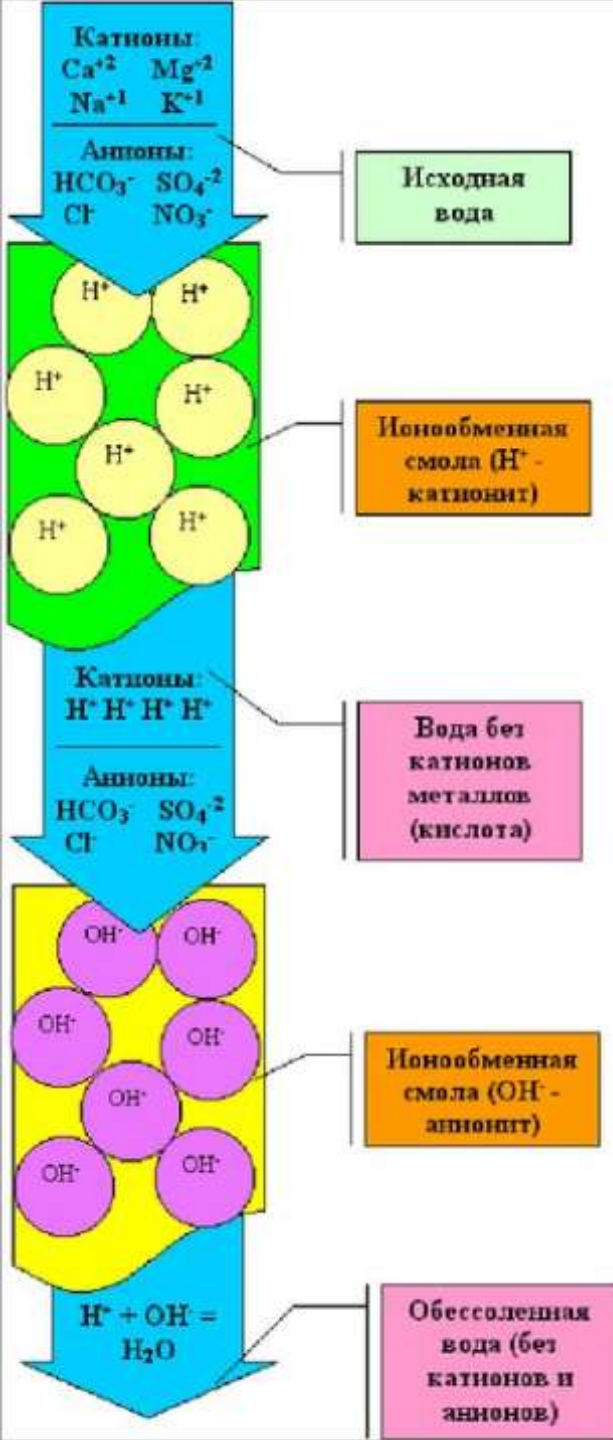 Катионы:
Ca⁺² Mg⁺²
Na⁺¹ K⁺¹
Анионы:
HCO₃⁻ SO₄⁻²
Cl⁻ NO₃⁻
Исходная
вода
H⁺ H⁺
H⁺ H⁺
H⁺
H⁺ H⁺
Ионообменная
смола (H⁺ -
катионит)
Катионы:
H⁺ H⁺ H⁺ H⁺
Анионы:
HCO₃⁻ SO₄⁻²
Cl⁻ NO₃⁻
Вода без
катионов
металлов
(кислота)
OH⁻ OH⁻
OH⁻ OH⁻
OH⁻
OH⁻ OH⁻
Ионообменная
смола (OH⁻ -
анионит)
H⁺ + OH⁻ =
H₂O
Обессоленная
вода (без
катионов и
анионов)